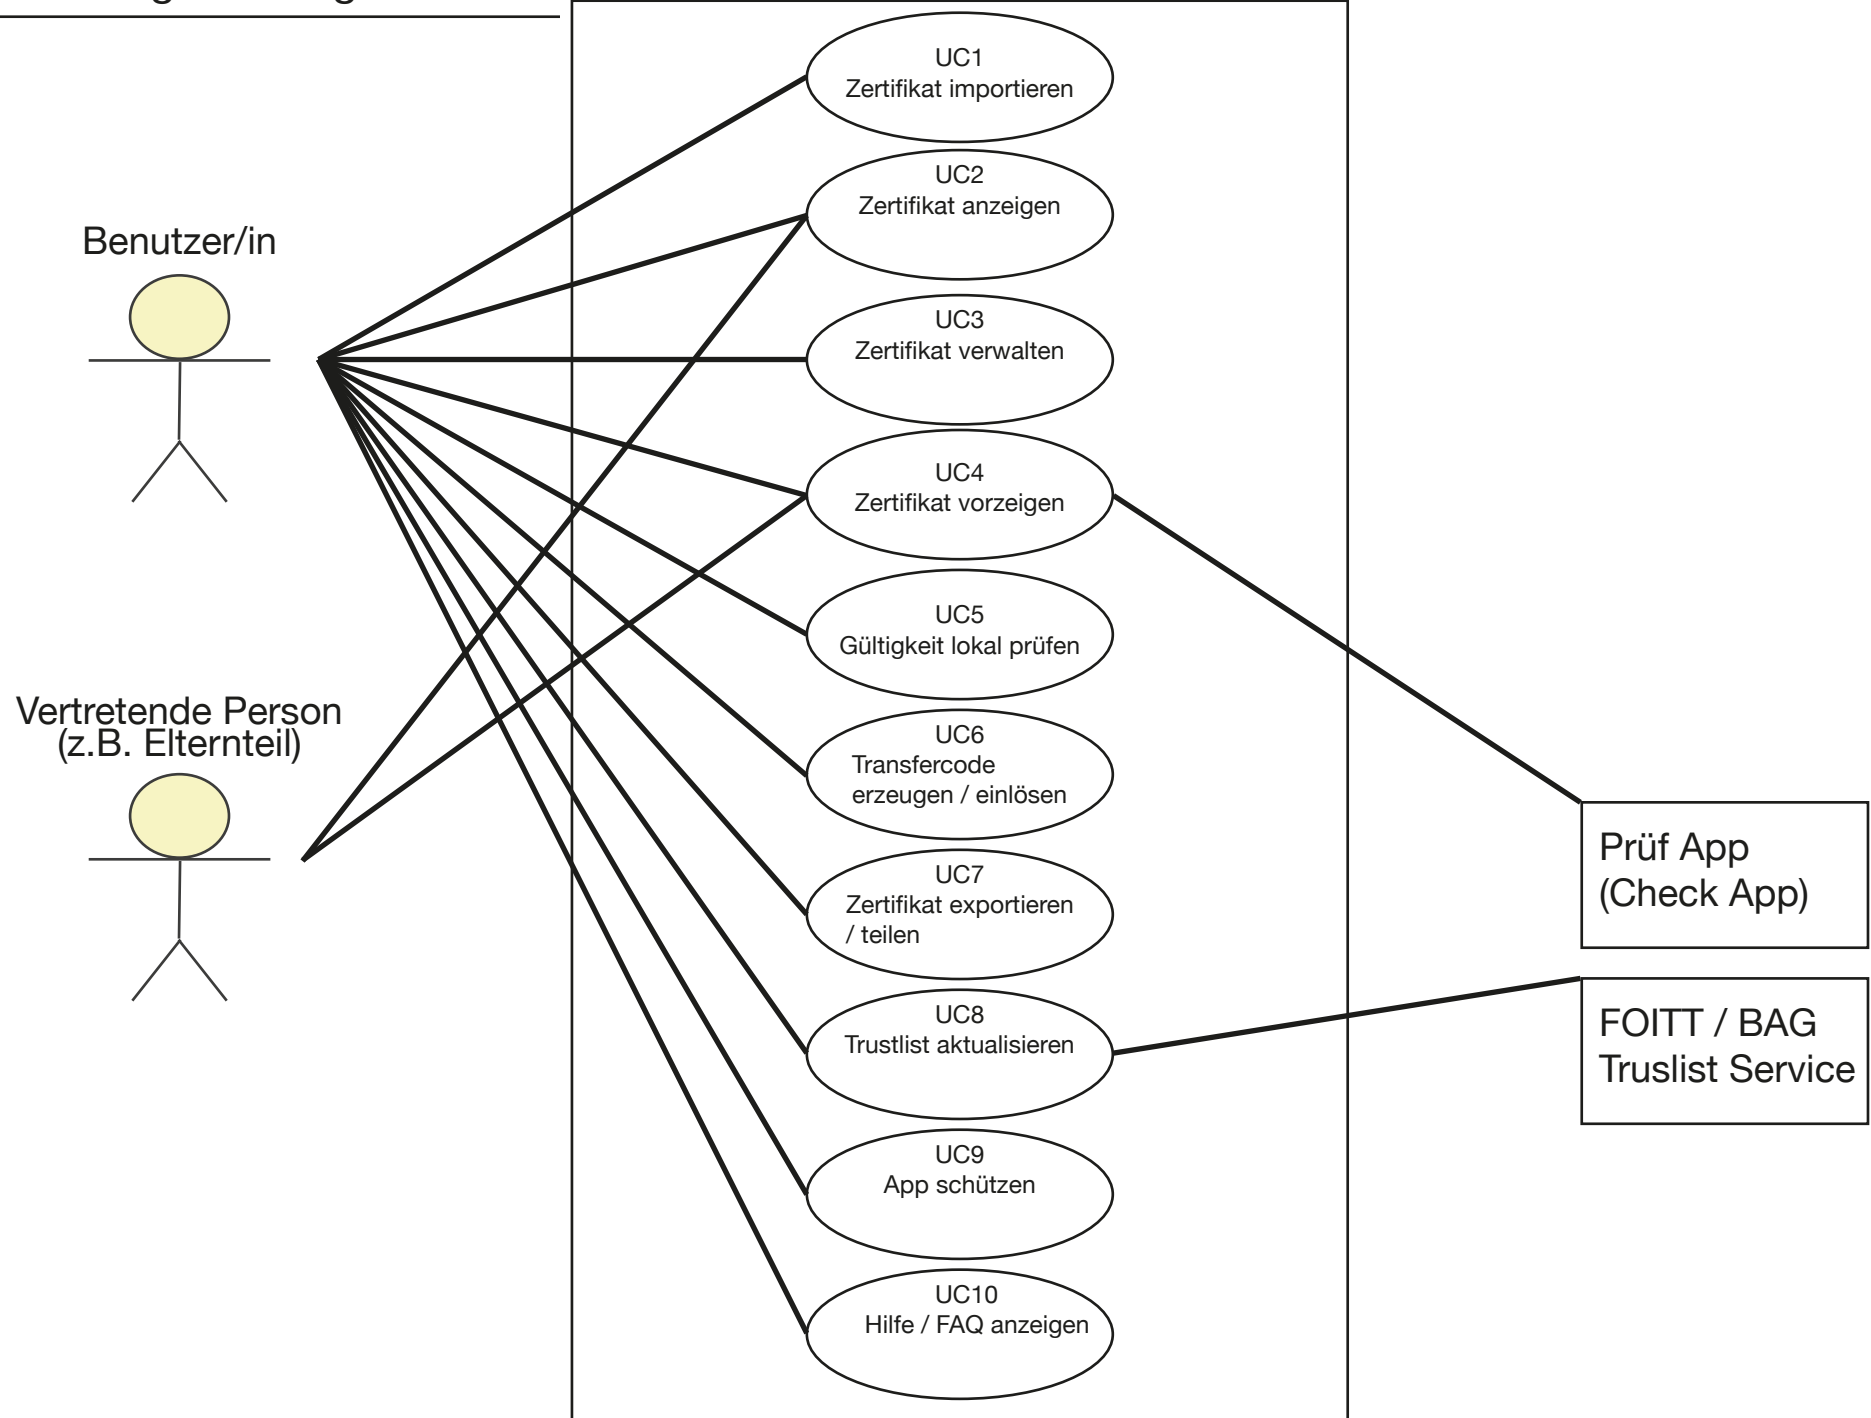 UC1
Zertifikat importieren
UC2
Zertifikat anzeigen
Benutzer/in
UC3
Zertifikat verwalten
UC4
Zertifikat vorzeigen
UC5
Gültigkeit lokal prüfen
Vertretende Person
(z.B. Elternteil)
UC6
Transfercode
erzeugen / einlösen
UC7
Zertifikat exportieren
/ teilen
Prüf App
(Check App)
UC8
Trustlist aktualisieren
FOITT / BAG
Truslist Service
UC9
App schützen
UC10
Hilfe / FAQ anzeigen